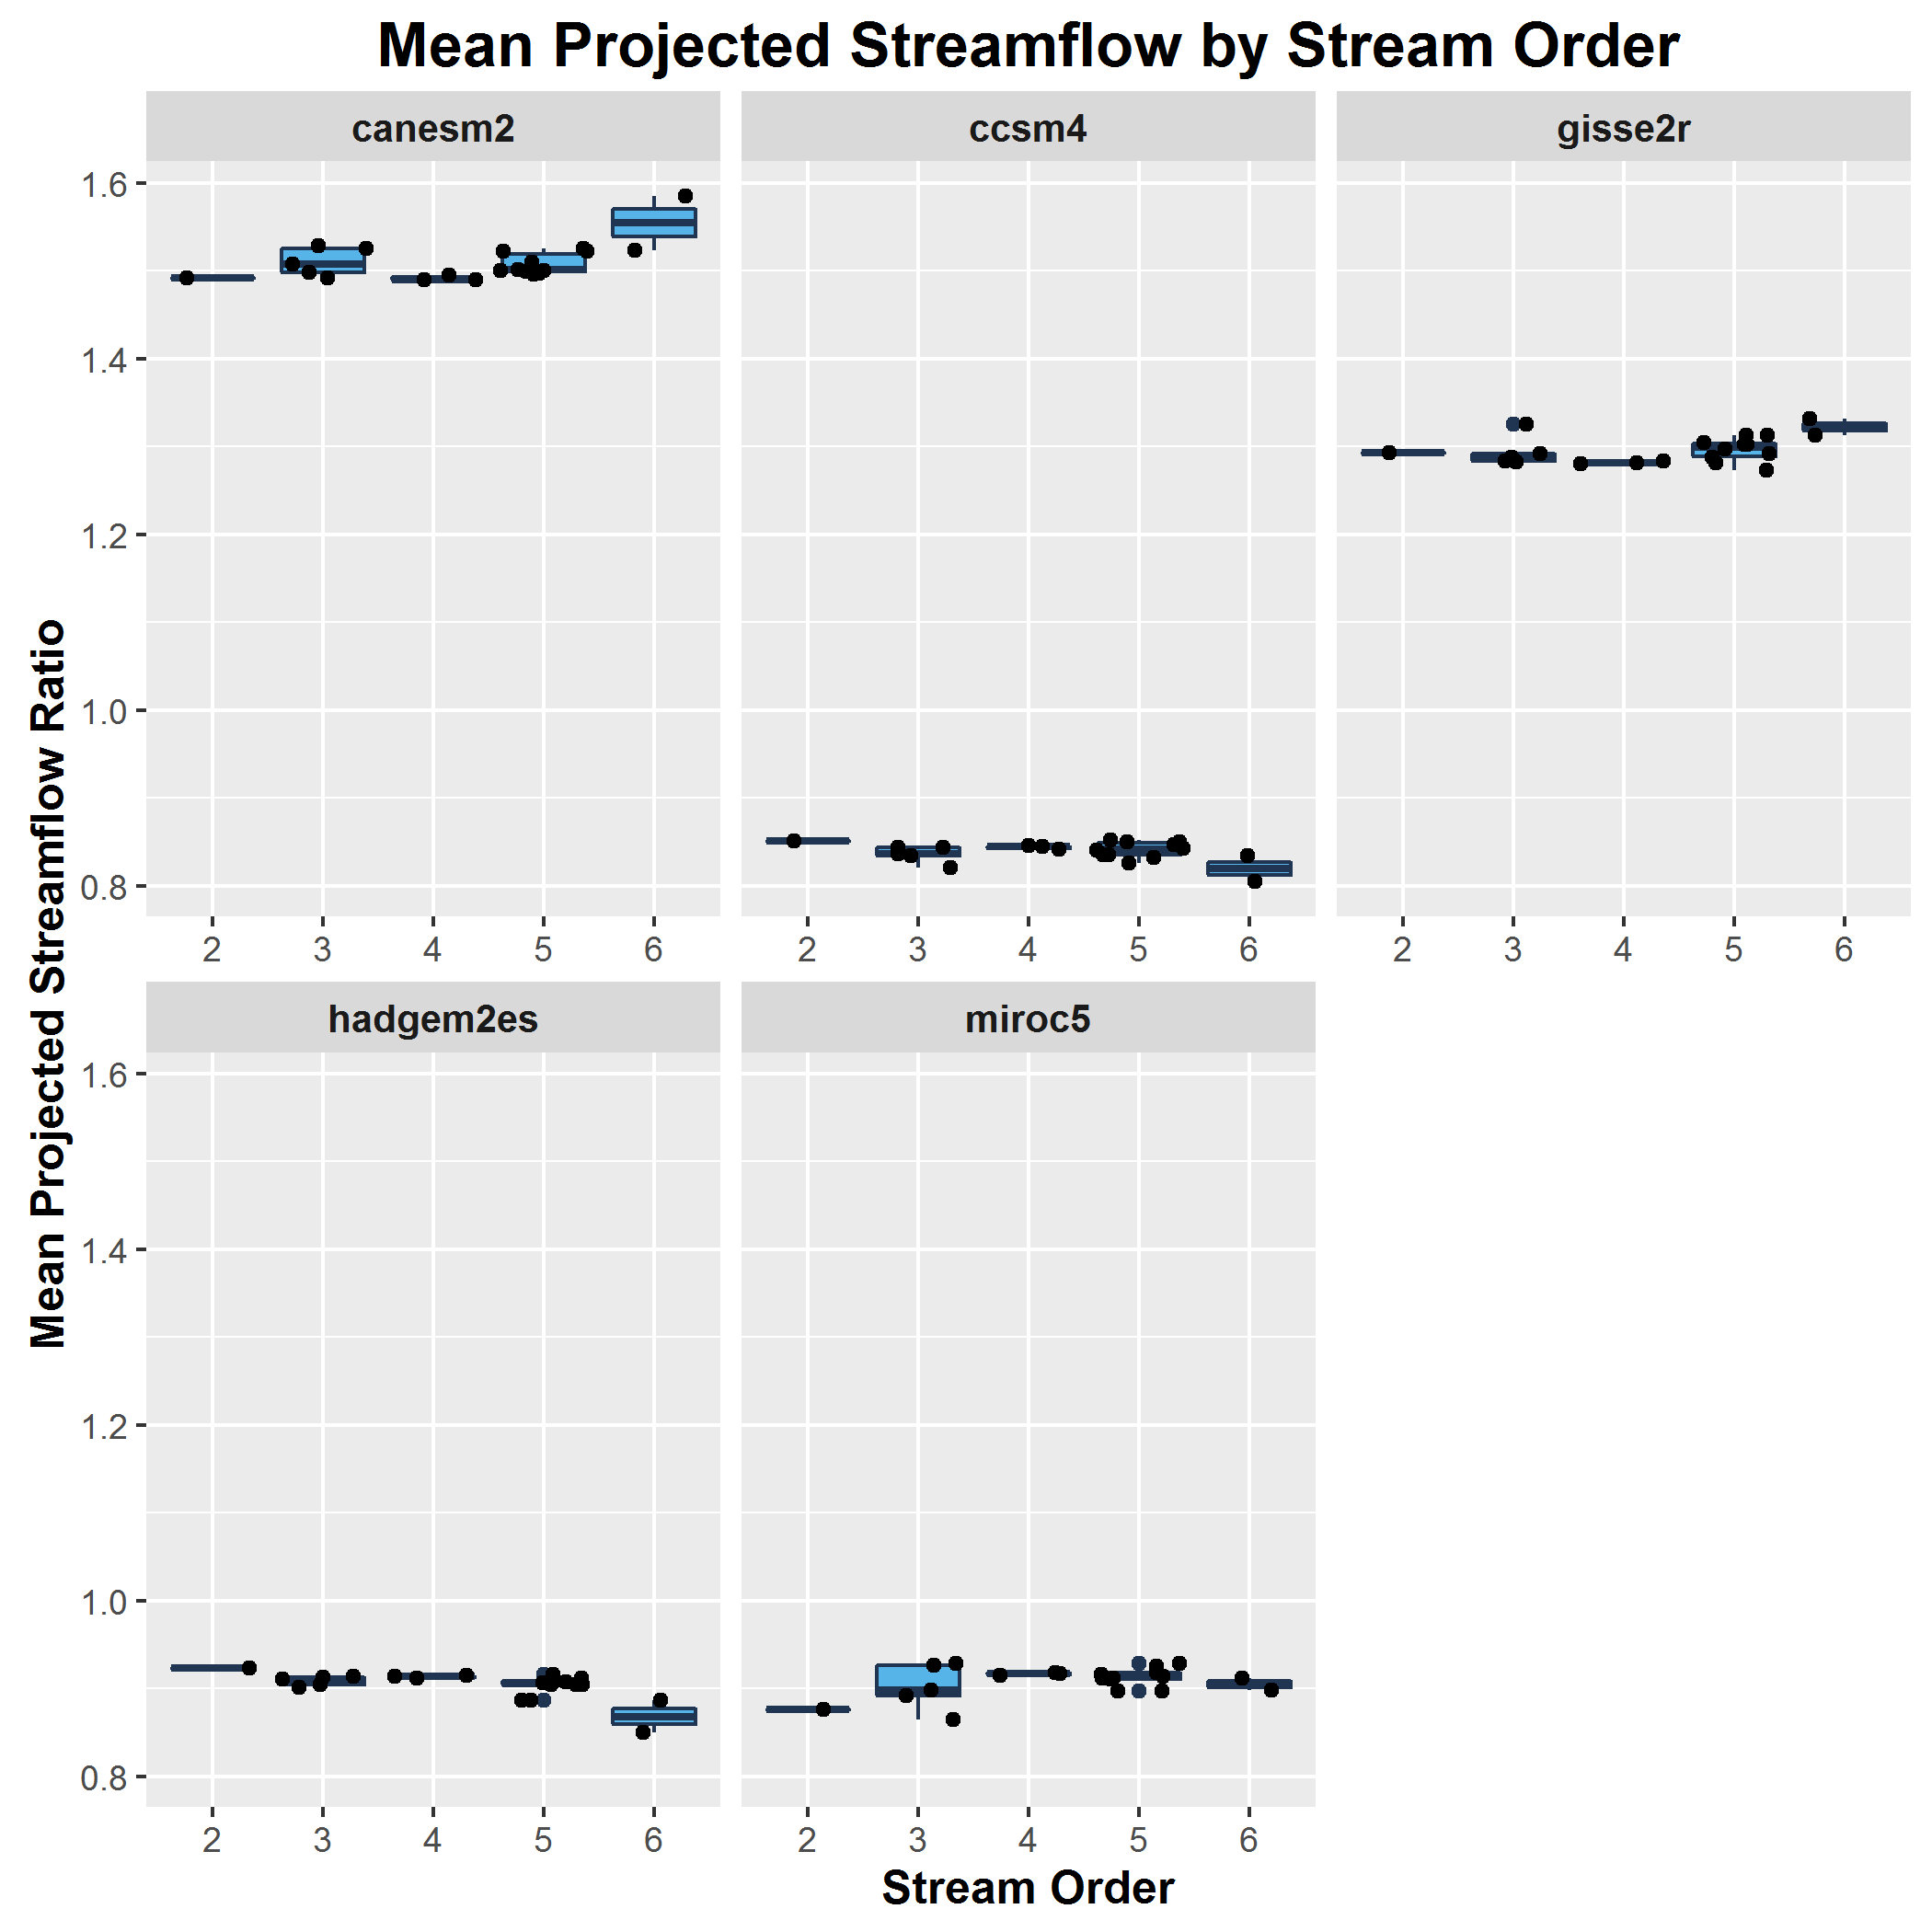 Mean Projected Streamflow by Stream Order
canesm2 ccsm4 gisse2r
1.6
1.4
1.2
1.0
0.8
2 3 4 5 6 2 3 4 5 6 2 3 4 5 6
Mean Projected Streamflow Ratio
hadgem2es miroc5
1.6
1.4
1.2
1.0
0.8
2 3 4 5 6 2 3 4 5 6
Stream Order